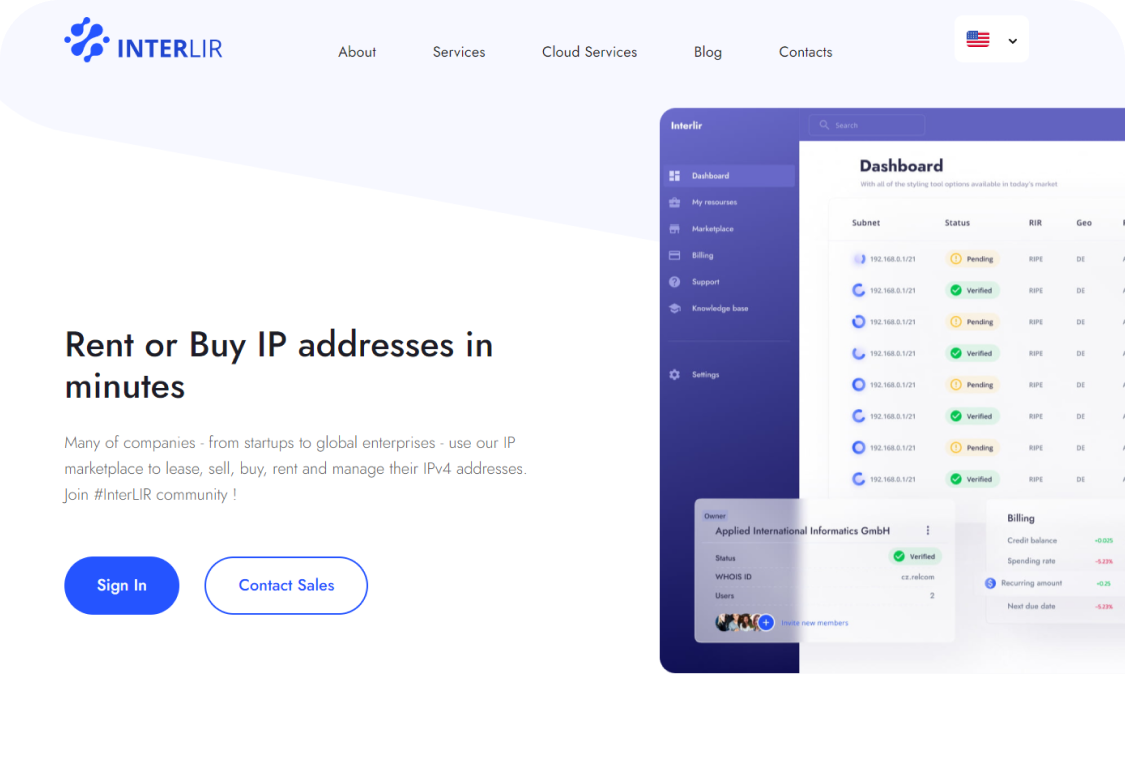 INTERLIR
About Services Cloud Services Blog Contacts
Interlir
Search
Dashboard
My resourses
Marketplace
Billing
Support
Knowledge base
Settings
Dashboard
With all of the styling tool options available in today's market
Subnet Status RIR Geo
192.168.0.1/21 Pending RIPE DE
192.168.0.1/21 Verified RIPE DE
192.168.0.1/21 Pending RIPE DE
192.168.0.1/21 Verified RIPE DE
192.168.0.1/21 Pending RIPE DE
192.168.0.1/21 Verified RIPE DE
192.168.0.1/21 Pending RIPE DE
192.168.0.1/21 Verified RIPE DE
Owner
Applied International Informatics GmbH
Status Verified
WHOIS ID cz.relcom
Users 2
Invite new members
Billing
Credit balance +0.02%
Spending rate -5.23%
Recurring amount +0.2%
Next due date -5.23%
Rent or Buy IP addresses in
minutes
Many of companies - from startups to global enterprises - use our IP
marketplace to lease, sell, buy, rent and manage their IPv4 addresses.
Join #InterLIR community !
Sign In
Contact Sales